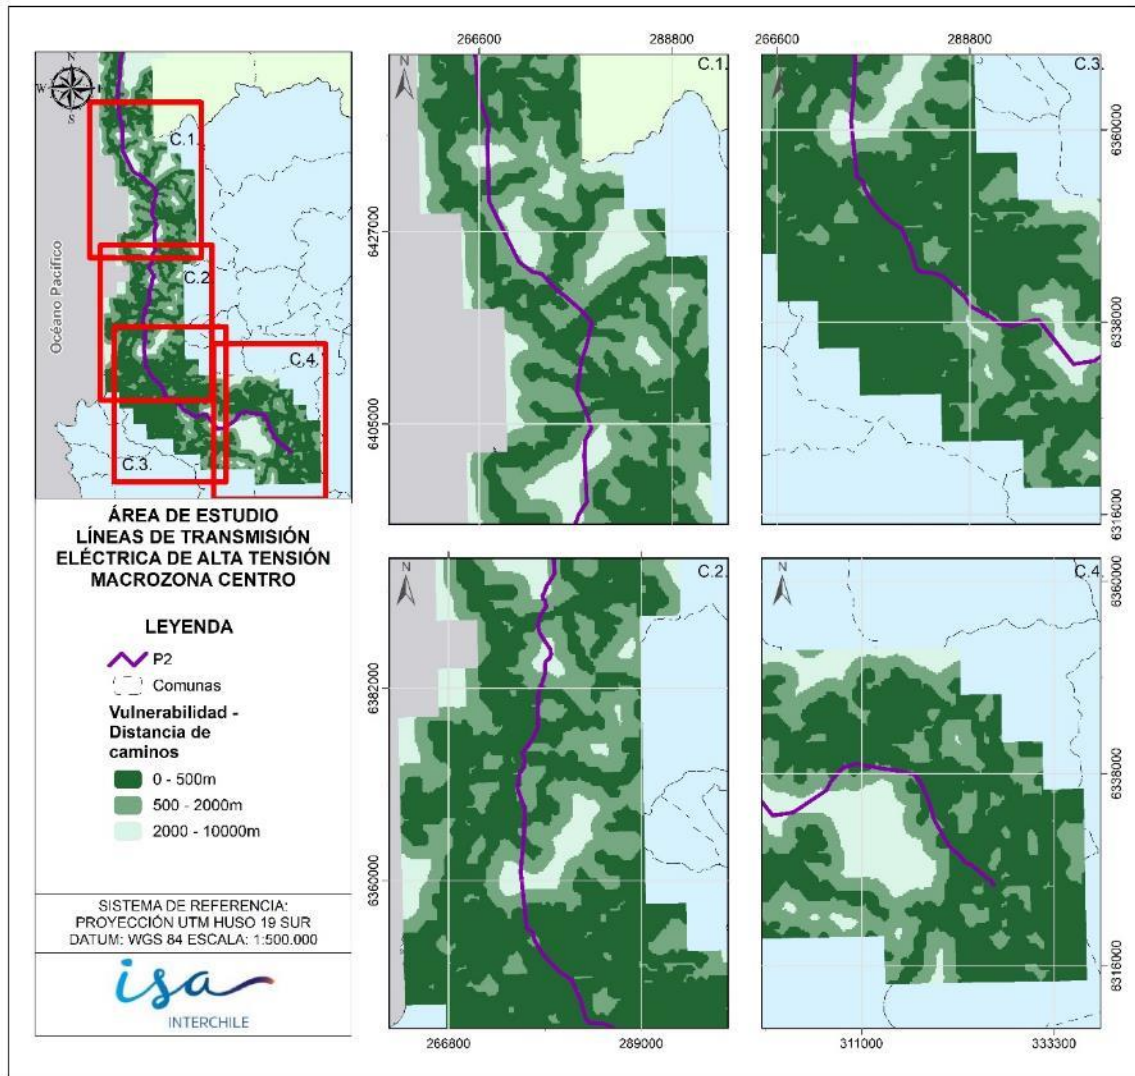 N
W
E
S
C.1.
C.2
C.4.
C.3.
Océano Pacífico
ÁREA DE ESTUDIO
LÍNEAS DE TRANSMISIÓN
ELÉCTRICA DE ALTA TENSIÓN
MACROZONA CENTRO
LEYENDA
P2
Comunas
Vulnerabilidad -
Distancia de
caminos
0 - 500m
500 - 2000m
2000 - 10000m
SISTEMA DE REFERENCIA:
PROYECCIÓN UTM HUSO 19 SUR
DATUM: WGS 84 ESCALA: 1:500.000
isa
INTERCHILE
266600 288800
N
C.1.
6427000
6405000
266600 288800
N
C.3.
6360000
6338000
6316000
N
C.2.
6382000
6360000
266800 289000
N
C.4.
6360000
6338000
6316000
311000 333300